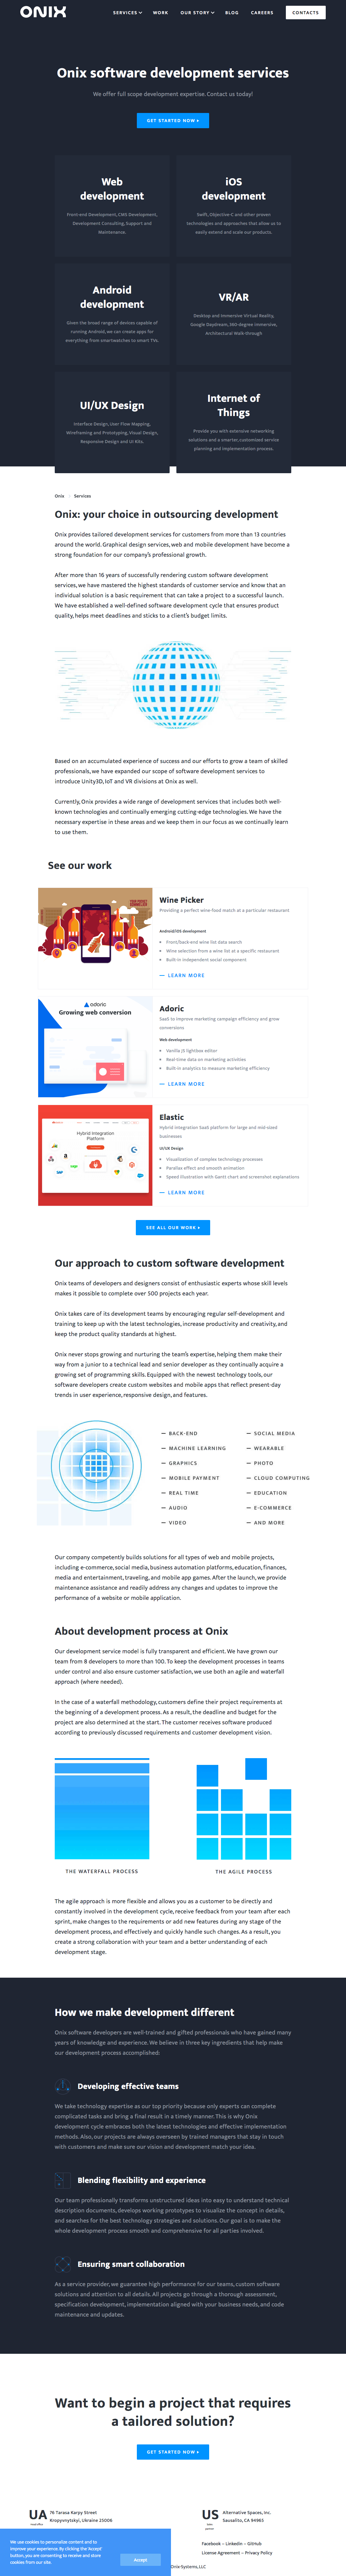 ONIX
SERVICES
WORK
OUR STORY
BLOG
CAREERS
CONTACTS
Onix software development services
We offer full scope development expertise. Contact us today!
GET STARTED NOW
Web
development
Front-end Development, CMS Development,
Development Consulting, Support and
Maintenance.
iOS
development
Swift, Objective-C and other proven
technologies and approaches that allow us to
easily extend and scale our products.
Android
development
Given the broad range of devices capable of
running Android, we can create apps for
everything from smartwatches to smart TVs.
VR/AR
Desktop and Immersive Virtual Reality,
Google Daydream, 360-degree immersive,
Architectural Walk-through
UI/UX Design
Interface Design, User Flow Mapping,
Wireframing and Prototyping, Visual Design,
Responsive Design and UI Kits.
Internet of
Things
Provide you with extensive networking
solutions and a smarter, customized service
planning and implementation process.
Onix
Services
Onix: your choice in outsourcing development
Onix provides tailored development services for customers from more than 13 countries
around the world. Graphical design services, web and mobile development have become a
strong foundation for our company's professional growth.
After more than 16 years of successfully rendering custom software development
services, we have mastered the highest standards of customer service and know that an
individual solution is a basic requirement that can take a project to a successful launch.
We have established a well-defined software development cycle that ensures product
quality, helps meet deadlines and sticks to a client's budget limits.
Based on an accumulated experience of success and our efforts to grow a team of skilled
professionals, we have expanded our scope of software development services to
introduce Unity3D, IoT and VR divisions at Onix as well.
Currently, Onix provides a wide range of development services that includes both well-
known technologies and continually emerging cutting-edge technologies. We have the
necessary expertise in these areas and we keep them in our focus as we continually learn
to use them.
See our work
Wine Picker
Providing a perfect wine-food match at a particular restaurant
Android/iOS development
Front/back-end wine list data search
Wine selection from a wine list at a specific restaurant
Built-in independent social component
LEARN MORE
adoric
Growing web conversion
Adoric
SaaS to improve marketing campaign efficiency and grow
conversions
Web development
Vanilla JS lightbox editor
Real-time data on marketing activities
Built-in analytics to measure marketing efficiency
LEARN MORE
Hybrid Integration
Platform
Elastic
Hybrid integration SaaS platform for large and mid-sized
businesses
UI/UX Design
Visualisation of complex technology processes
Parallax effect and smooth animation
Speed illustration with Gantt chart and screenshot explanations
LEARN MORE
SEE ALL OUR WORK
Our approach to custom software development
Onix teams of developers and designers consist of enthusiastic experts whose skill levels
makes it possible to complete over 500 projects each year.
Onix takes care of its development teams by encouraging regular self-development and
training to keep up with the latest technologies, increase productivity and creativity, and
keep the product quality standards at highest.
Onix never stops growing and nurturing the team's expertise, helping them make their
way from a junior to a technical lead and senior developer as they continually acquire a
growing set of programming skills. Equipped with the newest technology tools, our
software developers create custom websites and mobile apps that reflect present-day
trends in user experience, responsive design, and features.
BACK-END
MACHINE LEARNING
GRAPHICS
MOBILE PAYMENT
REAL TIME
AUDIO
VIDEO
SOCIAL MEDIA
WEARABLE
PHOTO
CLOUD COMPUTING
EDUCATION
E-COMMERCE
AND MORE
Our company competently builds solutions for all types of web and mobile projects,
including e-commerce, social media, business automation platforms, education, finances,
media and entertainment, traveling, and mobile app games. After the launch, we provide
maintenance assistance and readily address any changes and updates to improve the
performance of a website or mobile application.
About development process at Onix
Our development service model is fully transparent and efficient. We have grown our
team from 8 developers to more than 100. To keep the development processes in teams
under control and also ensure customer satisfaction, we use both an agile and waterfall
approach (where needed).
In the case of a waterfall methodology, customers define their project requirements at
the beginning of a development process. As a result, the deadline and budget for the
project are also determined at the start. The customer receives software produced
according to previously discussed requirements and customer development vision.
THE WATERFALL PROCESS
THE AGILE PROCESS
The agile approach is more flexible and allows you as a customer to be directly and
constantly involved in the development cycle, receive feedback from your team after each
sprint, make changes to the requirements or add new features during any stage of the
development process, and effectively and quickly handle such changes. As a result, you
create a strong collaboration with your team and a better understanding of each
development stage.
How we make development different
Onix software developers are well-trained and gifted professionals who have gained many
years of knowledge and experience. We believe in three key ingredients that help make
our development process accomplished:
Developing effective teams
We take technology expertise as our top priority because only experts can complete
complicated tasks and bring a final result in a timely manner. This is why Onix
development cycle embraces both the latest technologies and effective implementation
methods. Also, our projects are always overseen by trained managers that stay in touch
with customers and make sure our vision and development match your idea.
Blending flexibility and experience
Our team professionally transforms unstructured ideas into easy to understand technical
description documents, develops working prototypes to visualise the concept in details,
and searches for the best technology strategies and solutions. Our goal is to make the
whole development process smooth and comprehensive for all parties involved.
Ensuring smart collaboration
As a service provider, we guarantee high performance for our teams, custom software
solutions and attention to all details. All projects go through a thorough assessment,
specification development, implementation aligned with your business needs, and code
maintenance and updates.
Want to begin a project that requires
a tailored solution?
GET STARTED NOW
UA
76 Tarasa Karpy Street
Kropyvnytskyi, Ukraine 25006
US
Alternative Spaces, Inc.
Sausalito, CA 94965
Facebook – LinkedIn – GitHub
License Agreement – Privacy Policy
Onix-Systems, LLC
We use cookies to personalize content and to
improve your experience. By clicking the 'Accept'
button, you are consenting to receive and store
cookies from our site.
Accept